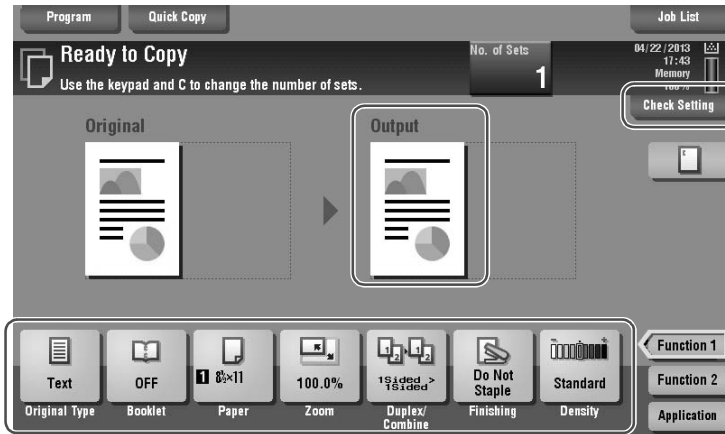 Program
Quick Copy
Job List
Ready to Copy
Use the keypad and C to change the number of sets.
No. of Sets
1
04/22/2013
17:43
Memory
100%
Check Setting
Original
Output
Text
OFF
1 8½×11
100.0%
1Sided >
1Sided
Do Not
Staple
Standard
Original Type
Booklet
Paper
Zoom
Duplex/
Combine
Finishing
Density
Function 1
Function 2
Application